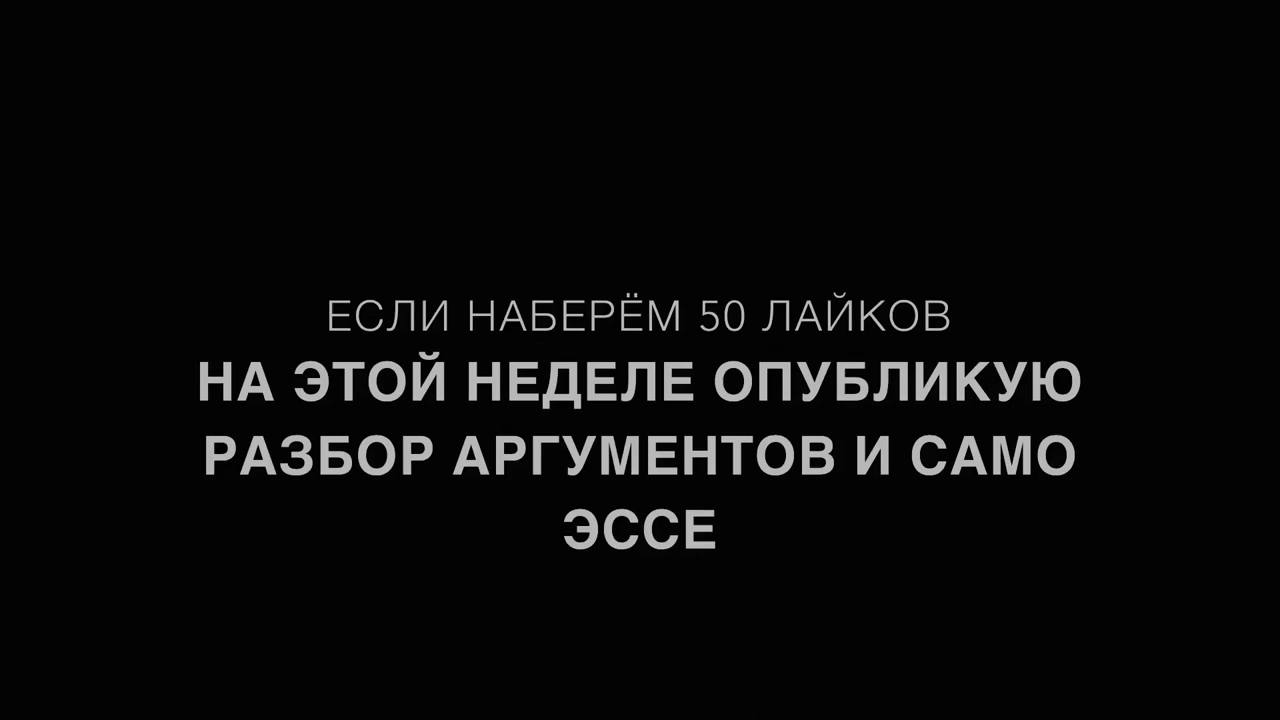 ЕСЛИ НАБЕРЁМ 50 ЛАЙКОВ
НА ЭТОЙ НЕДЕЛЕ ОПУБЛИКУЮ
РАЗБОР АРГУМЕНТОВ И САМО
ЭССЕ